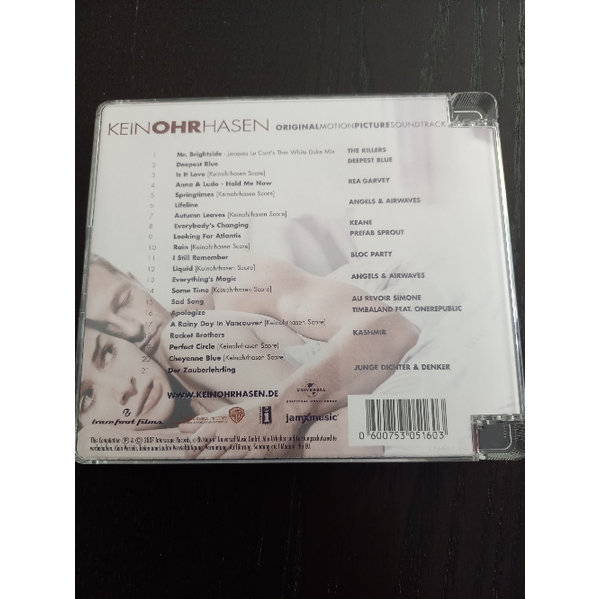 KEINOHRHASEN ORIGINALMOTIONPICTURESOUNDTRACK
1 Mr. Brightside - Jacques Lu Cont's Thin White Duke Mix THE KILLERS
2 Deepest Blue DEEPEST BLUE
3 Is It Love [Keinohrhasen Score]
4 Anna & Ludo - Hold Me Now REA GARVEY
5 Springtimes [Keinohrhasen Score]
6 Lifeline ANGELS & AIRWAVES
7 Autumn Leaves [Keinohrhasen Score]
8 Everybody's Changing KEANE
9 Looking For Atlantis PREFAB SPROUT
10 Rain [Keinohrhasen Score]
11 I Still Remember BLOC PARTY
12 Liquid [Keinohrhasen Score]
13 Everything's Magic ANGELS & AIRWAVES
14 Some Time [Keinohrhasen Score]
15 Sad Song AU REVOIR SIMONE
16 Apologize TIMBALAND FEAT. ONEREPUBLIC
17 A Rainy Day In Vancouver [Keinohrhasen Score]
18 Rocket Brothers KASHMIR
19 Perfect Circle [Keinohrhasen Score]
20 Cheyenne Blue [Keinohrhasen Score]
21 Der Zauberlehrling JUNGE DICHTER & DENKER
WWW.KEINOHRHASEN.DE
UNIVERSAL
barefoot films
jamxmusic
0 600753 051603